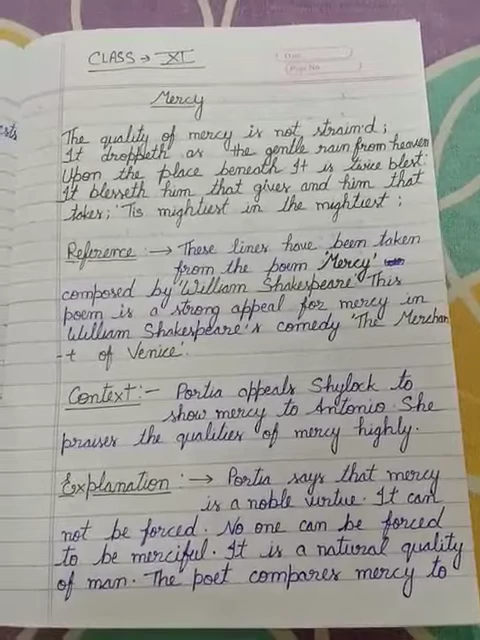 CLASS → XI
Date
Page No.
Mercy
The quality of mercy is not strain'd ;
It droppeth as the gentle rain from heaven
Upon the place beneath It is twice blest.
It blesseth him that gives and him that
takes; 'Tis mightiest in the mightiest ;
Reference → These lines have been taken
from the poem 'Mercy'
composed by 'William Shakespeare' This
poem is a strong appeal for mercy in
William Shakespeare's comedy 'The Merchan
-t of Venice'.
Context :- Portia appeals Shylock to
show mercy to Antonio. She
praises the qualities of mercy highly.
Explanation : → Portia says that mercy
is a noble virtue. It can
not be forced. No one can be forced
to be merciful. It is a natural quality
of man. The poet compares mercy to